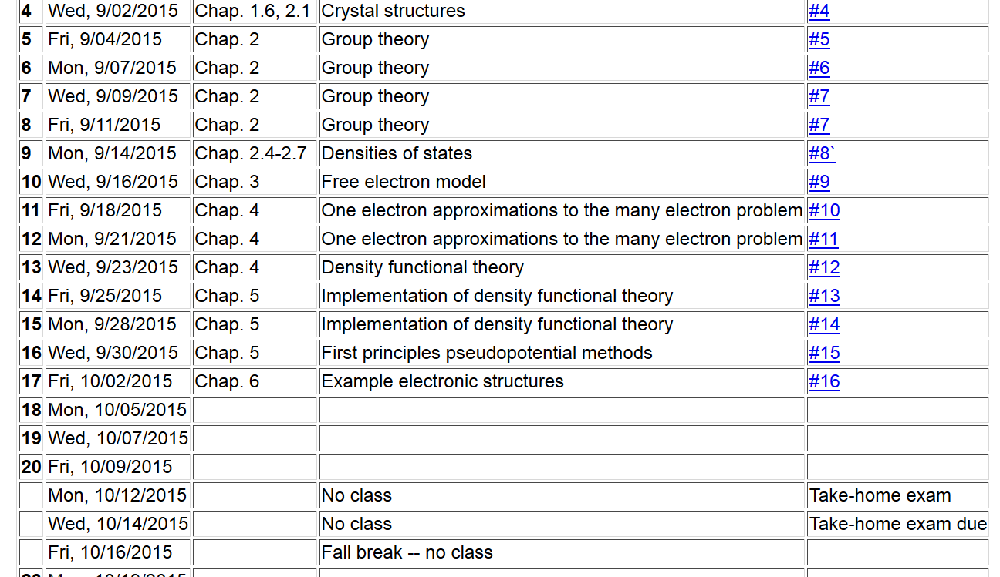 4 Wed, 9/02/2015 Chap. 1.6, 2.1 Crystal structures #4
5 Fri, 9/04/2015 Chap. 2 Group theory #5
6 Mon, 9/07/2015 Chap. 2 Group theory #6
7 Wed, 9/09/2015 Chap. 2 Group theory #7
8 Fri, 9/11/2015 Chap. 2 Group theory #7
9 Mon, 9/14/2015 Chap. 2.4-2.7 Densities of states #8`
10 Wed, 9/16/2015 Chap. 3 Free electron model #9
11 Fri, 9/18/2015 Chap. 4 One electron approximations to the many electron problem #10
12 Mon, 9/21/2015 Chap. 4 One electron approximations to the many electron problem #11
13 Wed, 9/23/2015 Chap. 4 Density functional theory #12
14 Fri, 9/25/2015 Chap. 5 Implementation of density functional theory #13
15 Mon, 9/28/2015 Chap. 5 Implementation of density functional theory #14
16 Wed, 9/30/2015 Chap. 5 First principles pseudopotential methods #15
17 Fri, 10/02/2015 Chap. 6 Example electronic structures #16
18 Mon, 10/05/2015
19 Wed, 10/07/2015
20 Fri, 10/09/2015
Mon, 10/12/2015 No class Take-home exam
Wed, 10/14/2015 No class Take-home exam due
Fri, 10/16/2015 Fall break -- no class